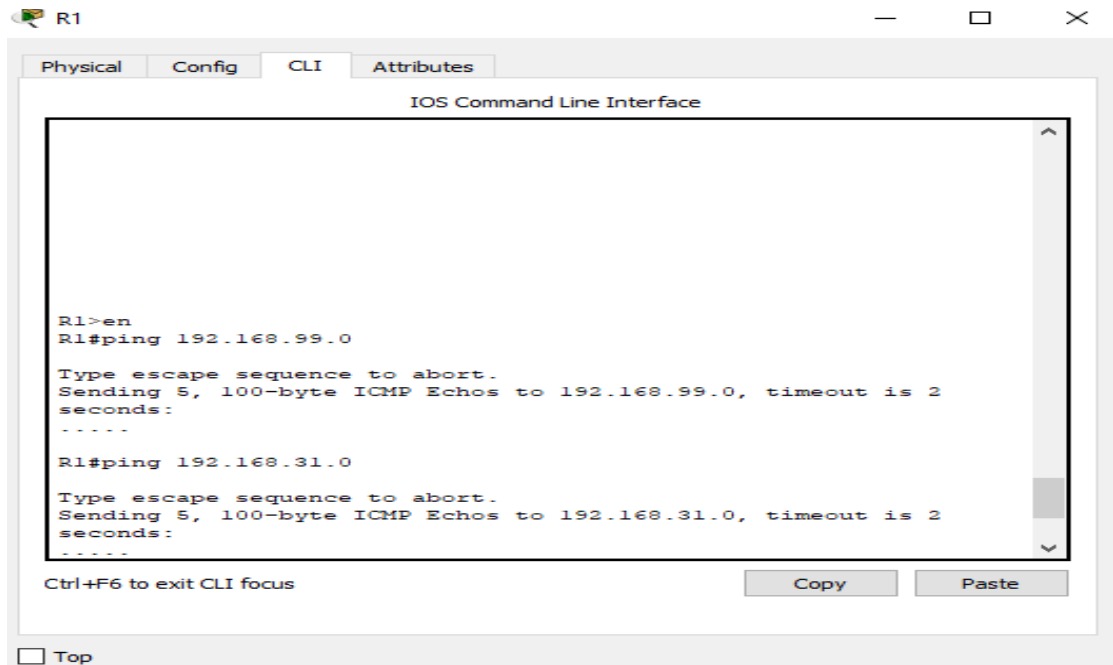 R1
Physical Config CLI Attributes
IOS Command Line Interface
R1>en
R1#ping 192.168.99.0
Type escape sequence to abort.
Sending 5, 100-byte ICMP Echos to 192.168.99.0, timeout is 2
seconds:
.....
R1#ping 192.168.31.0
Type escape sequence to abort.
Sending 5, 100-byte ICMP Echos to 192.168.31.0, timeout is 2
seconds:
.....
Ctrl+F6 to exit CLI focus Copy Paste
Top